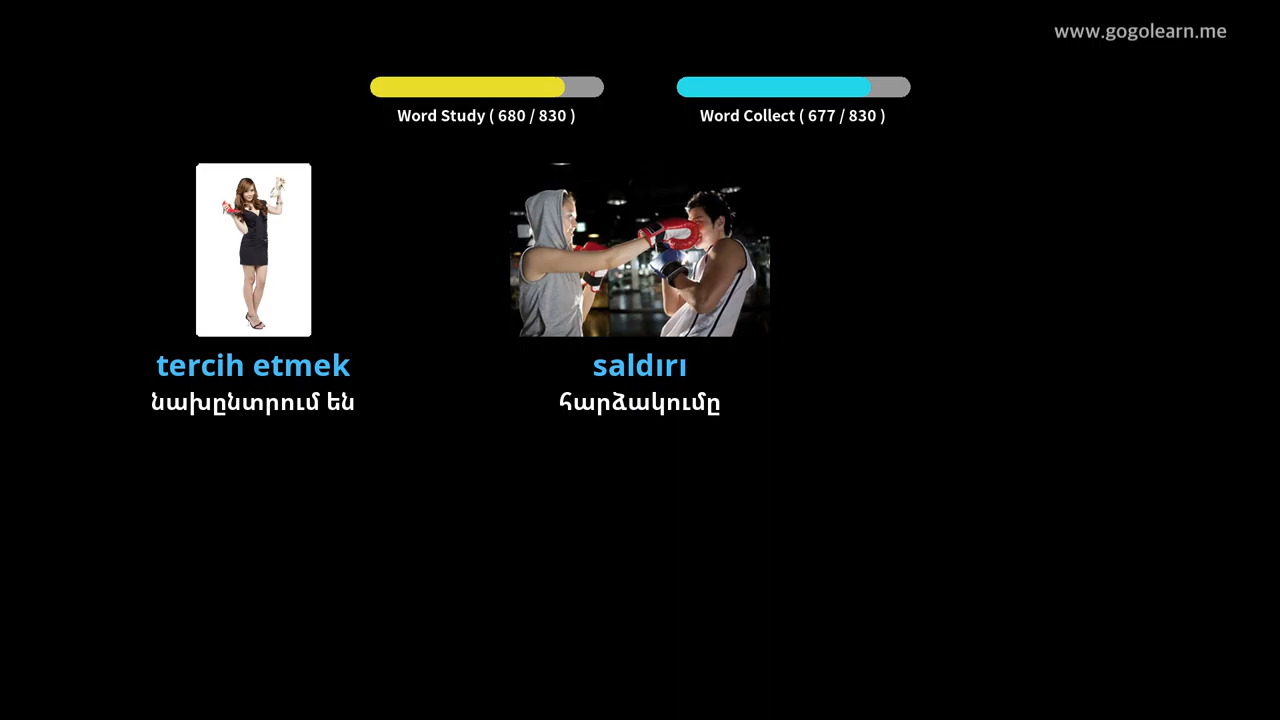 www.gogolearn.me
Word Study ( 680 / 830 )
Word Collect ( 677 / 830 )
tercih etmek
նախընտրում են
saldırı
հարձակումը